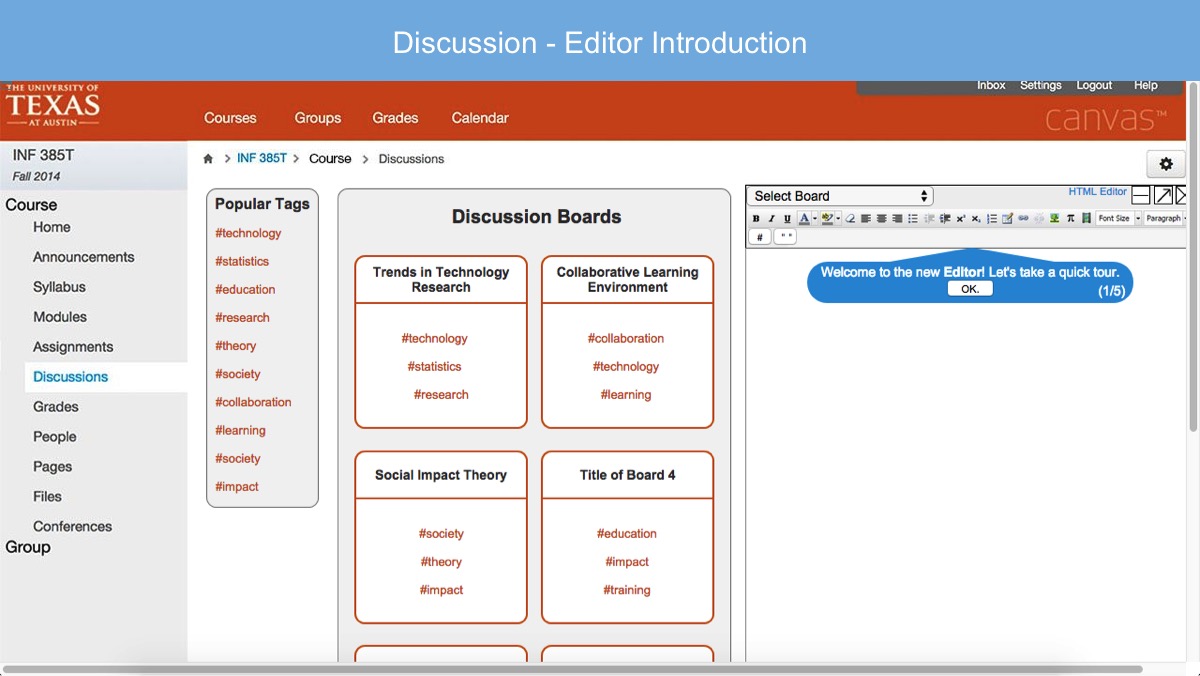 Discussion - Editor Introduction
THE UNIVERSITY OF
TEXAS
AT AUSTIN
Courses Groups Grades Calendar
Inbox Settings Logout Help
canvas™
INF 385T
Fall 2014
Course
Home
Announcements
Syllabus
Modules
Assignments
Discussions
Grades
People
Pages
Files
Conferences
Group
> INF 385T > Course > Discussions
Popular Tags
#technology
#statistics
#education
#research
#theory
#society
#collaboration
#learning
#society
#impact
Discussion Boards
Trends in Technology
Research
#technology
#statistics
#research
Collaborative Learning
Environment
#collaboration
#technology
#learning
Social Impact Theory
#society
#theory
#impact
Title of Board 4
#education
#impact
#training
Select Board
HTML Editor
B I U A Font Size Paragraph
# " "
Welcome to the new Editor! Let's take a quick tour.
OK.
(1/5)